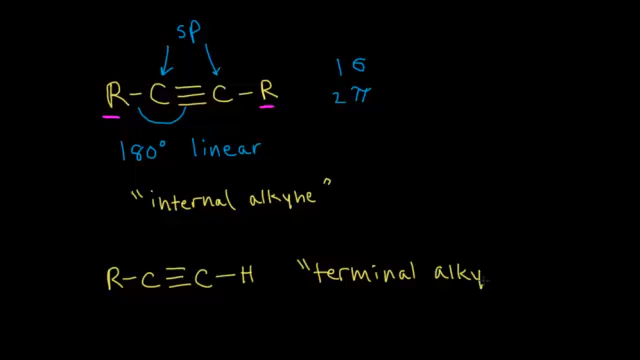 sp
R-C≡C-R
1σ
2π
180° linear
"internal alkyne"
R-C≡C-H "terminal alky